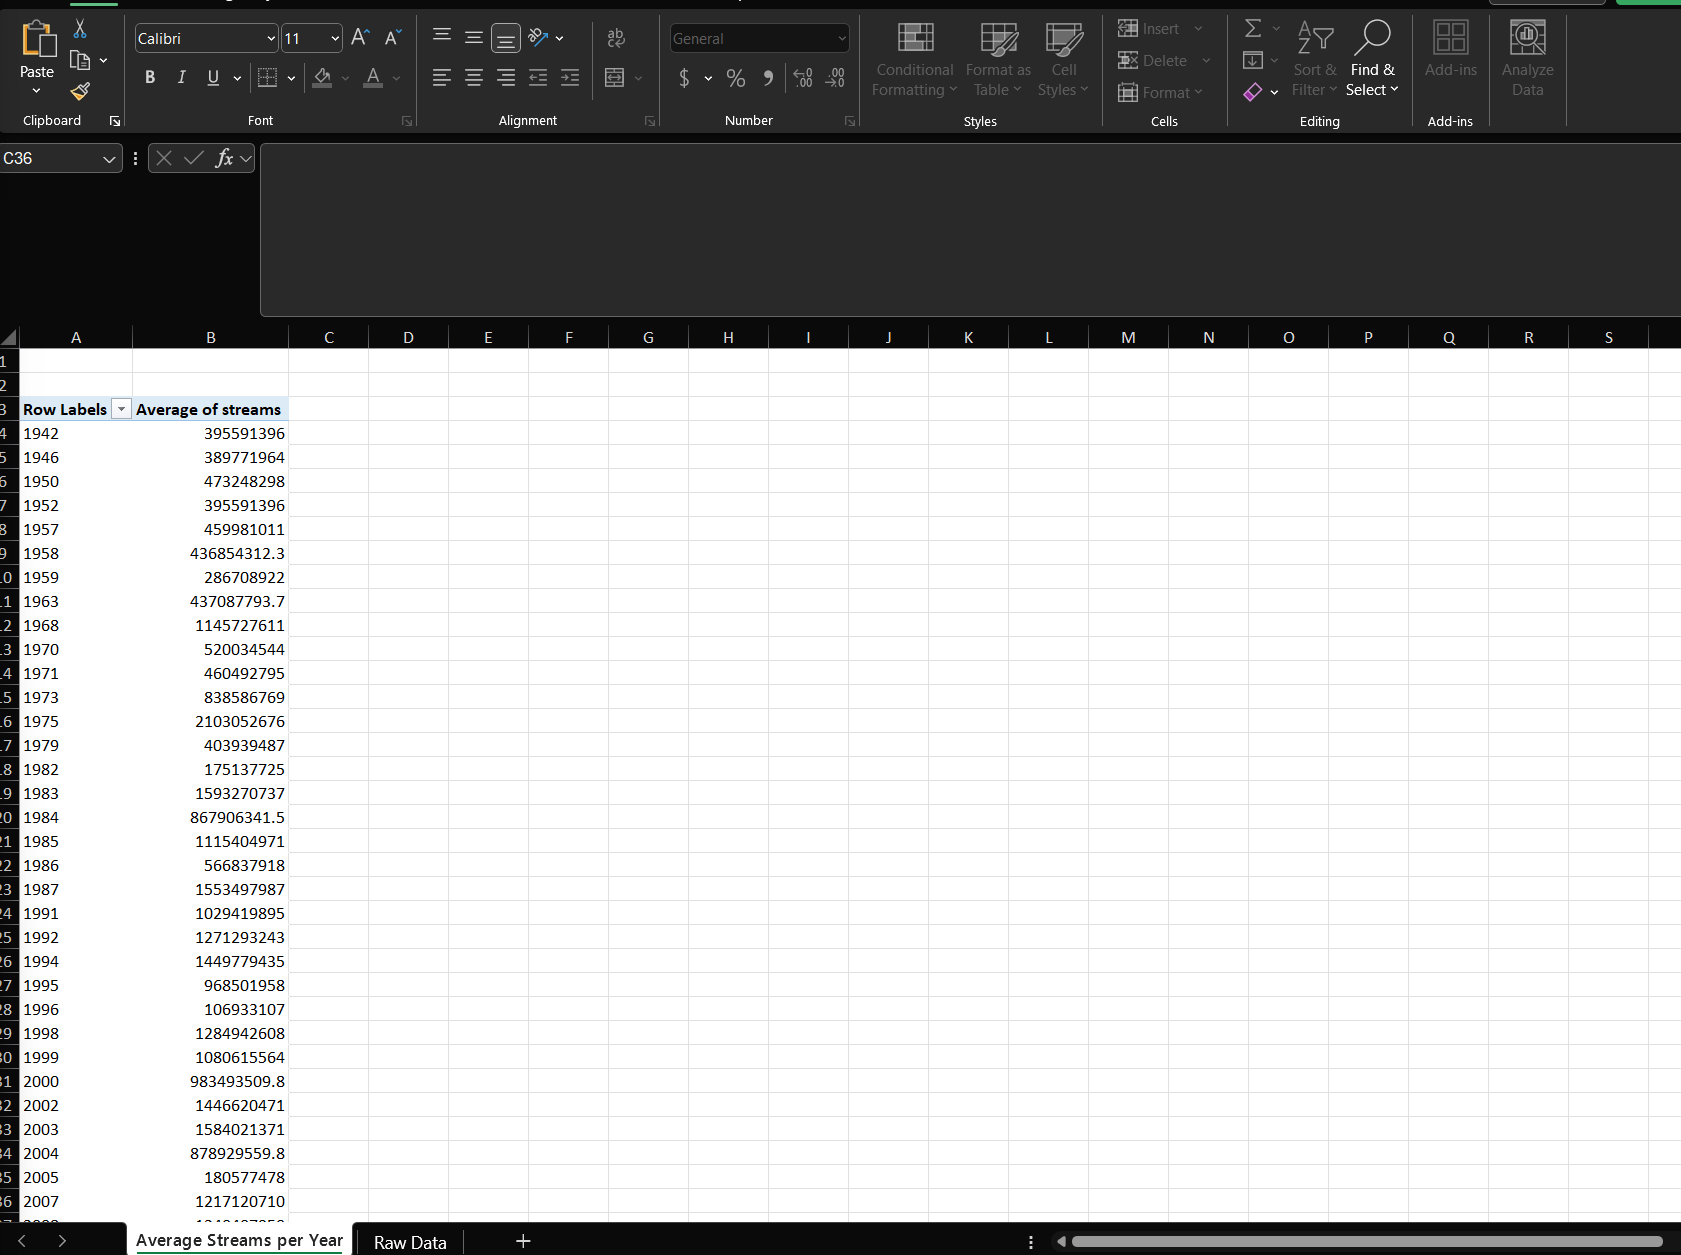 Calibri 11 A A ab General Insert
Paste Conditional Formatting Format as Table Cell Styles Delete Sort & Filter Find & Select Add-ins Analyze Data
B I U A $ % 9 .00 .00 Format
Clipboard Font Alignment Number Styles Cells Editing Add-ins
C36 fx
A B C D E F G H I J K L M N O P Q R S
1
2
3 Row Labels Average of streams
4 1942 395591396
5 1946 389771964
6 1950 473248298
7 1952 395591396
8 1957 459981011
9 1958 436854312.3
10 1959 286708922
11 1963 437087793.7
12 1968 1145727611
13 1970 520034544
14 1971 460492795
15 1973 838586769
16 1975 2103052676
17 1979 403939487
18 1982 175137725
19 1983 1593270737
20 1984 867906341.5
21 1985 1115404971
22 1986 566837918
23 1987 1553497987
24 1991 1029419895
25 1992 1271293243
26 1994 1449779435
27 1995 968501958
28 1996 106933107
29 1998 1284942608
30 1999 1080615564
31 2000 983493509.8
32 2002 1446620471
33 2003 1584021371
34 2004 878929559.8
35 2005 180577478
36 2007 1217120710
Average Streams per Year Raw Data